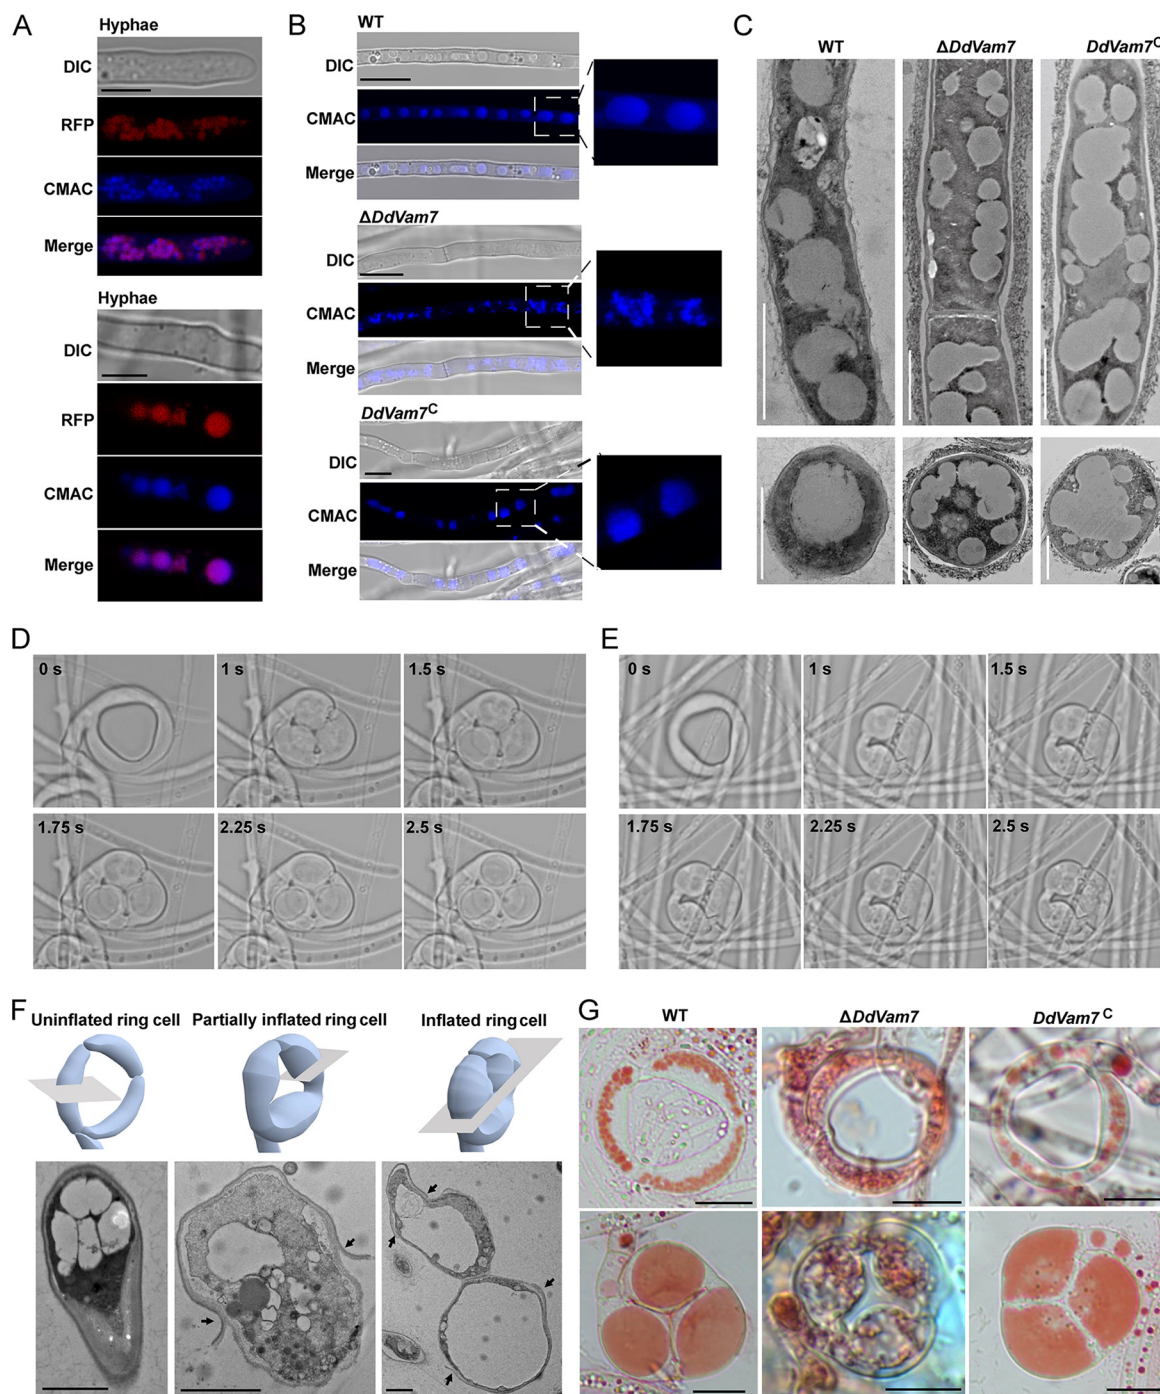 A
Hyphae
DIC
RFP
CMAC
Merge
Hyphae
DIC
RFP
CMAC
Merge
B
WT
DIC
CMAC
Merge
ΔDdVam7
DIC
CMAC
Merge
DdVam7C
DIC
CMAC
Merge
C
WT
ΔDdVam7
DdVam7C
D
0 s
1 s
1.5 s
1.75 s
2.25 s
2.5 s
E
0 s
1 s
1.5 s
1.75 s
2.25 s
2.5 s
F
Uninflated ring cell
Partially inflated ring cell
Inflated ring cell
G
WT
ΔDdVam7
DdVam7 C